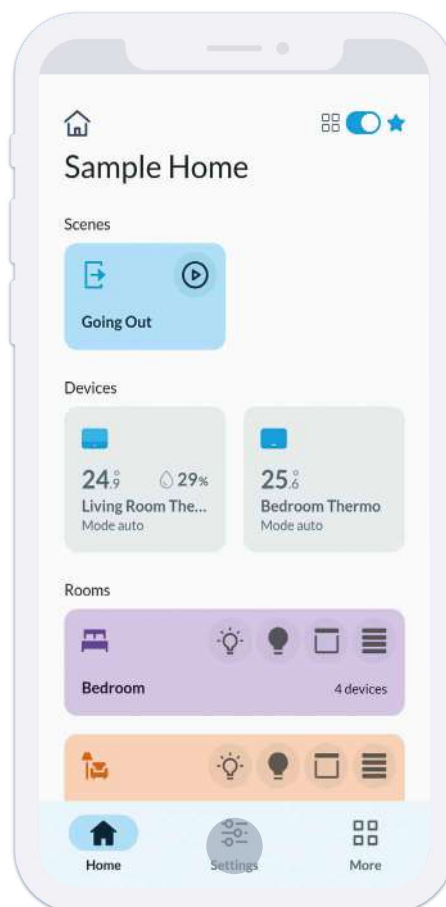 Sample Home
Scenes
Going Out
Devices
24.9° 29%
Living Room The...
Mode auto
25.6°
Bedroom Thermo
Mode auto
Rooms
Bedroom 4 devices
Home Settings More